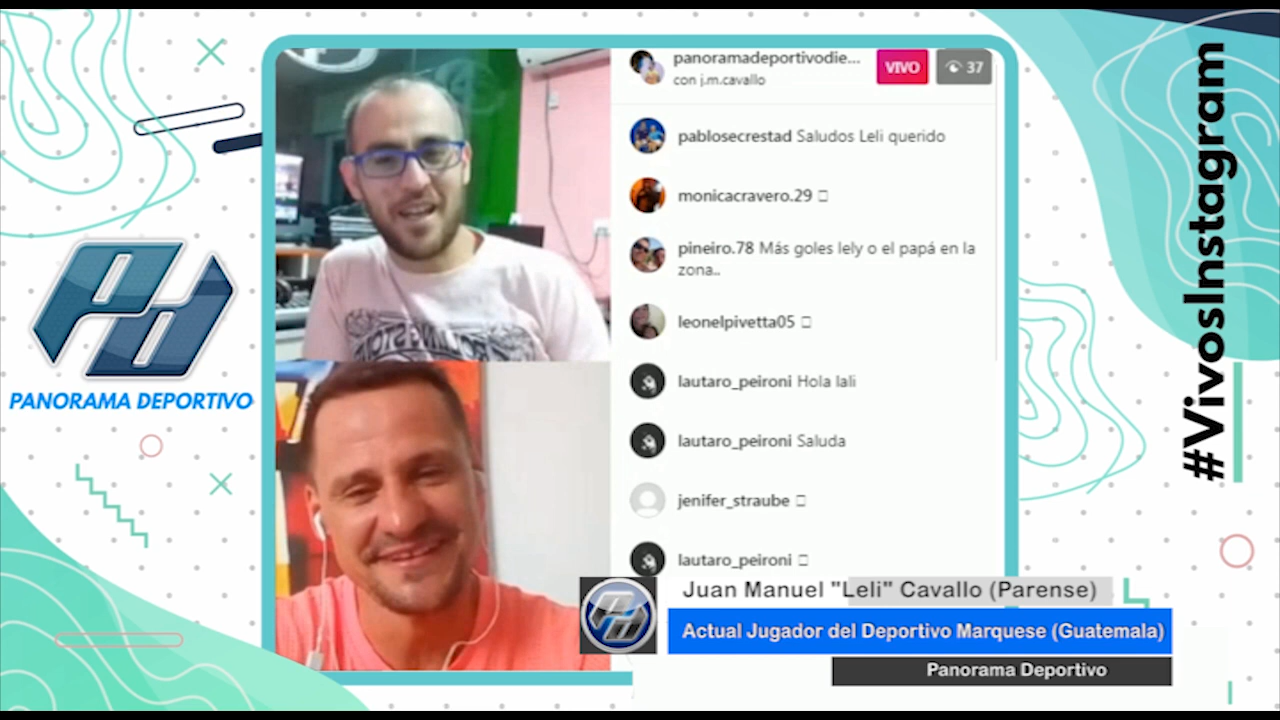 panoramadeportivodie...
con j.m.cavallo
VIVO
37
pablosecrestad Saludos Leli querido
monicacravero.29
pineiro.78 Más goles lely o el papá en la
zona..
leonelpivetta05
lautaro_peironi Hola lali
lautaro_peironi Saluda
jenifer_straube
lautaro_peironi
PD
PANORAMA DEPORTIVO
#VivosInstagram
Juan Manuel "Leli" Cavallo (Parense)
Actual Jugador del Deportivo Marquese (Guatemala)
Panorama Deportivo